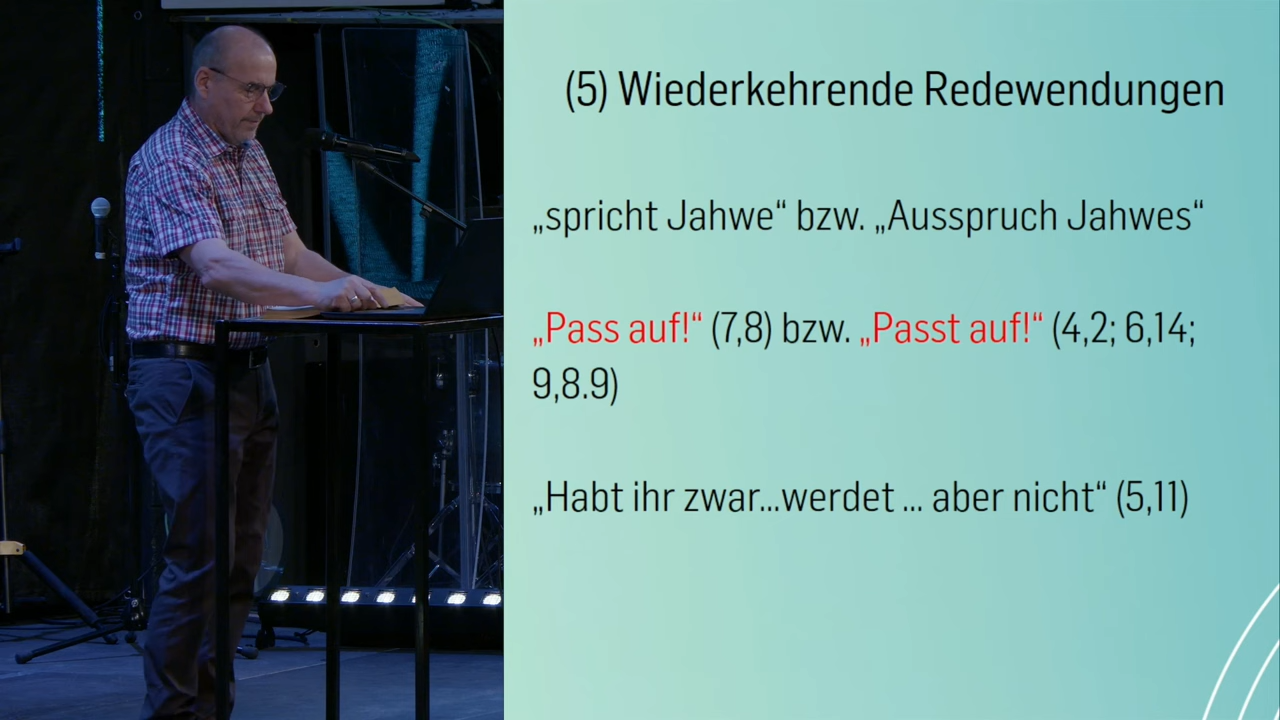 (5) Wiederkehrende Redewendungen
„spricht Jahwe“ bzw. „Ausspruch Jahwes“
„Pass auf!“ (7,8) bzw. „Passt auf!“ (4,2; 6,14;
9,8.9)
„Habt ihr zwar...werdet ... aber nicht“ (5,11)